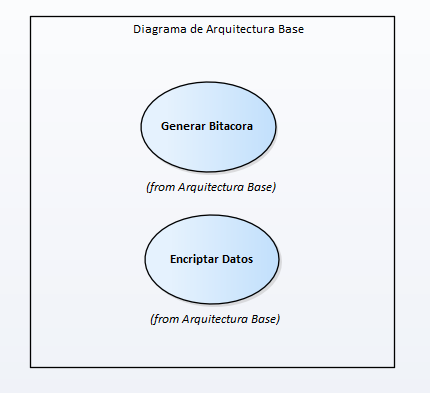 Diagrama de Arquitectura Base
Generar Bitacora
(from Arquitectura Base)
Encriptar Datos
(from Arquitectura Base)